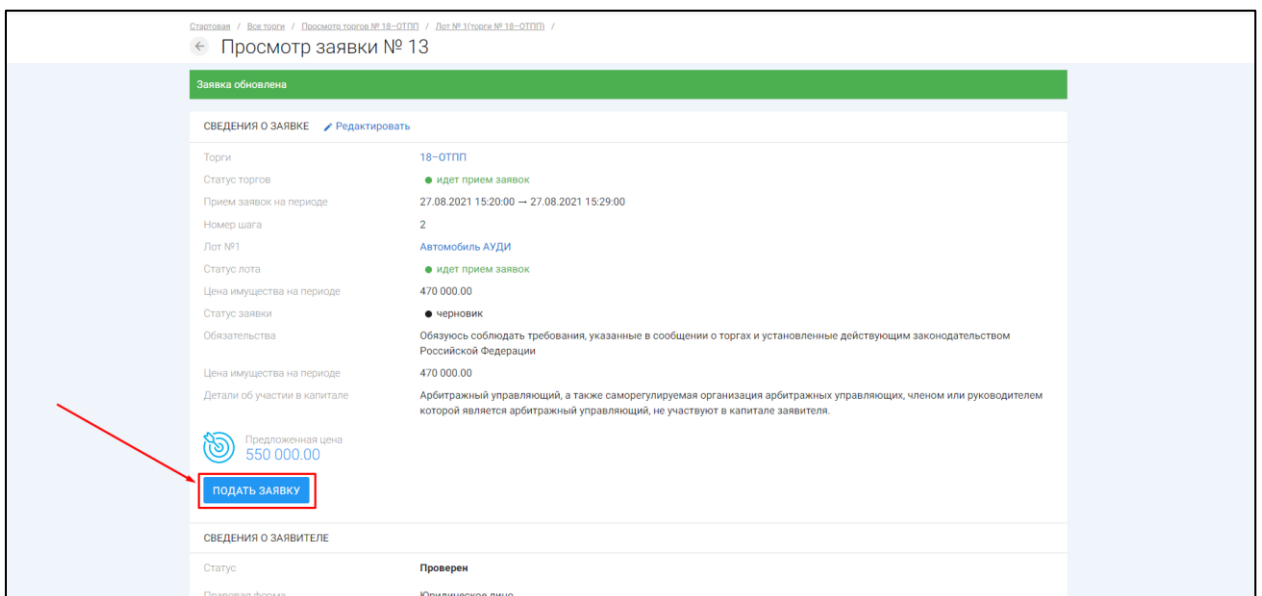 Стартовая / Все торги / Просмотр торгов № 18-ОТПП / Лот № 1(торги № 18-ОТПП) /
Просмотр заявки № 13
Заявка обновлена
СВЕДЕНИЯ О ЗАЯВКЕ Редактировать
Торги 18-ОТПП
Статус торгов идет прием заявок
Прием заявок на периоде 27.08.2021 15:20:00 → 27.08.2021 15:29:00
Номер шага 2
Лот №1 Автомобиль АУДИ
Статус лота идет прием заявок
Цена имущества на периоде 470 000.00
Статус заявки черновик
Обязательства Обязуюсь соблюдать требования, указанные в сообщении о торгах и установленные действующим законодательством
Российской Федерации
Цена имущества на периоде 470 000.00
Детали об участии в капитале Арбитражный управляющий, а также саморегулируемая организация арбитражных управляющих, членом или руководителем
которой является арбитражный управляющий, не участвуют в капитале заявителя.
Предложенная цена
550 000.00
ПОДАТЬ ЗАЯВКУ
СВЕДЕНИЯ О ЗАЯВИТЕЛЕ
Статус Проверен
Правовая форма Юридическое лицо